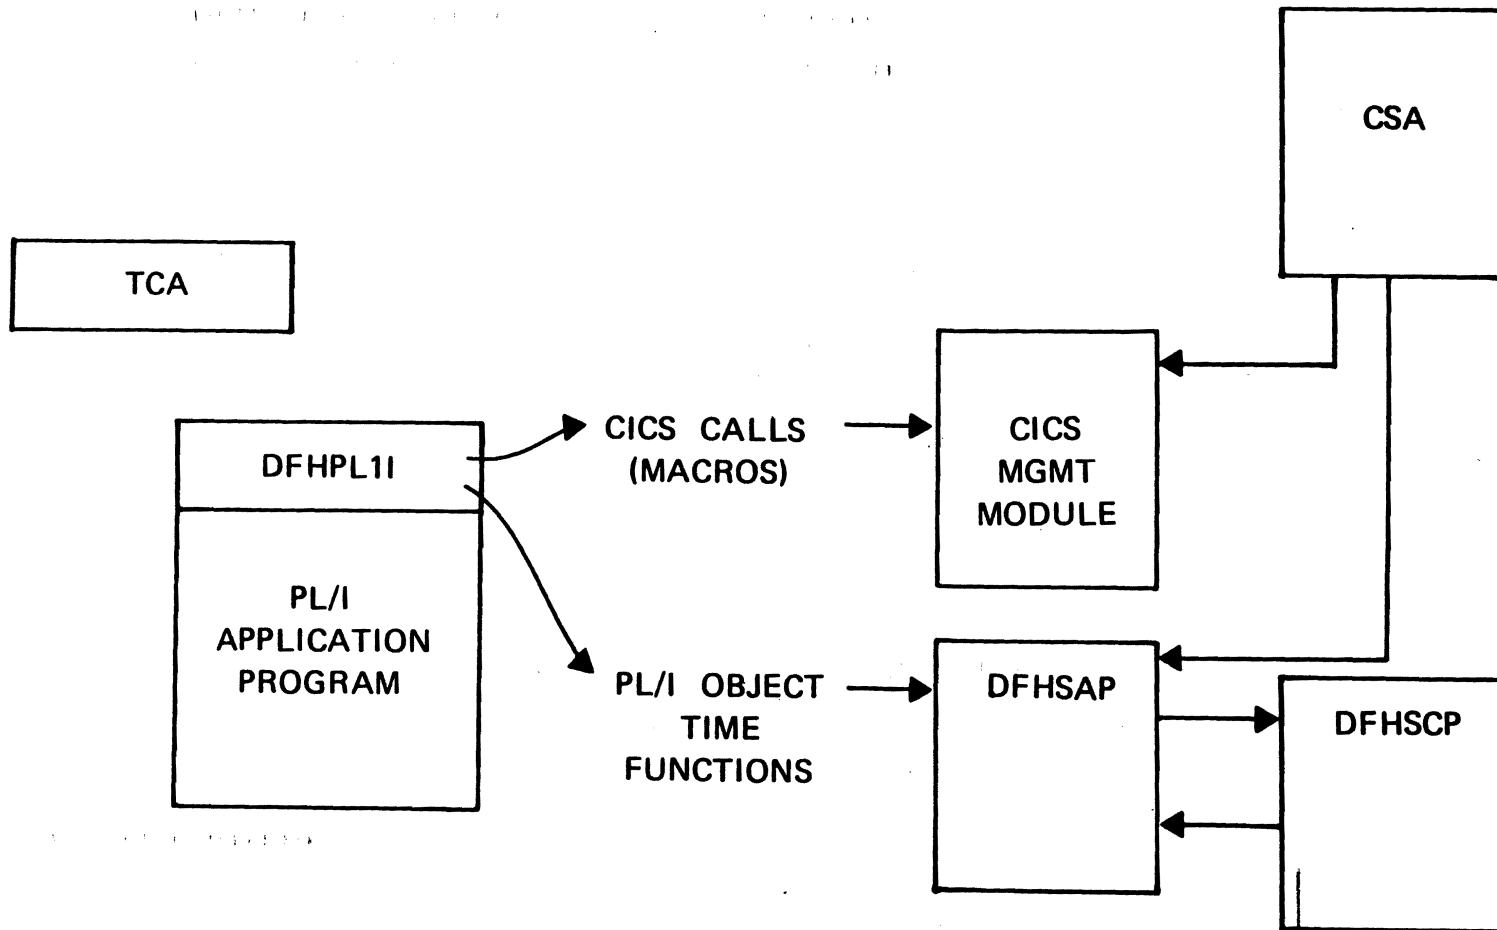 CSA
TCA
DFHPL1I
CICS CALLS
(MACROS)
CICS
MGMT
MODULE
PL/I
APPLICATION
PROGRAM
PL/I OBJECT
TIME
FUNCTIONS
DFHSAP
DFHSCP